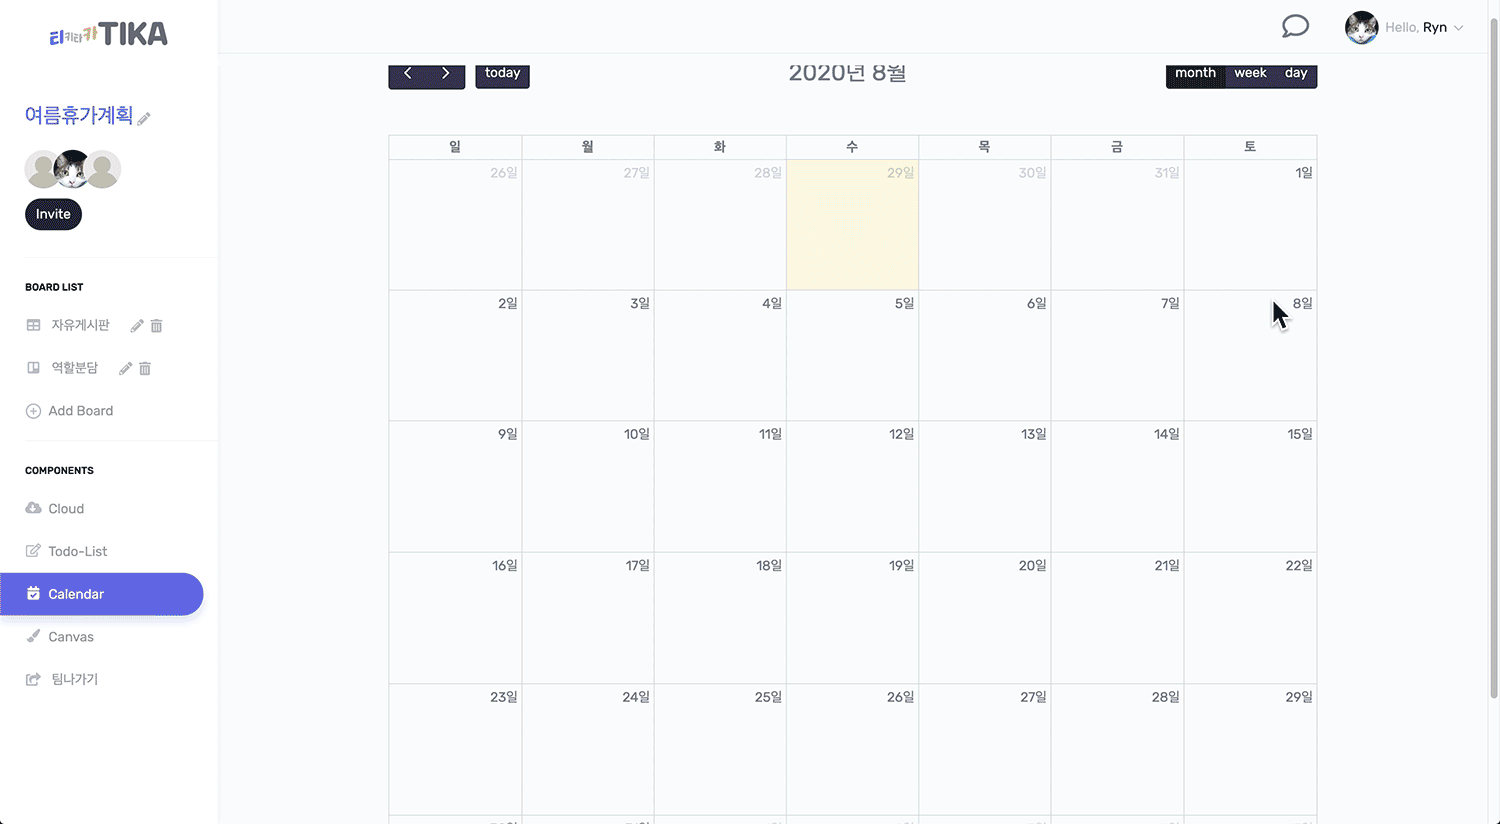 티키타카 TIKA
Hello, Ryn
여름휴가계획
Invite
BOARD LIST
자유게시판
역할분담
Add Board
COMPONENTS
Cloud
Todo-List
Calendar
Canvas
팀나가기
today
2020년 8월
month week day
일 월 화 수 목 금 토
26일 27일 28일 29일 30일 31일 1일
2일 3일 4일 5일 6일 7일 8일
9일 10일 11일 12일 13일 14일 15일
16일 17일 18일 19일 20일 21일 22일
23일 24일 25일 26일 27일 28일 29일